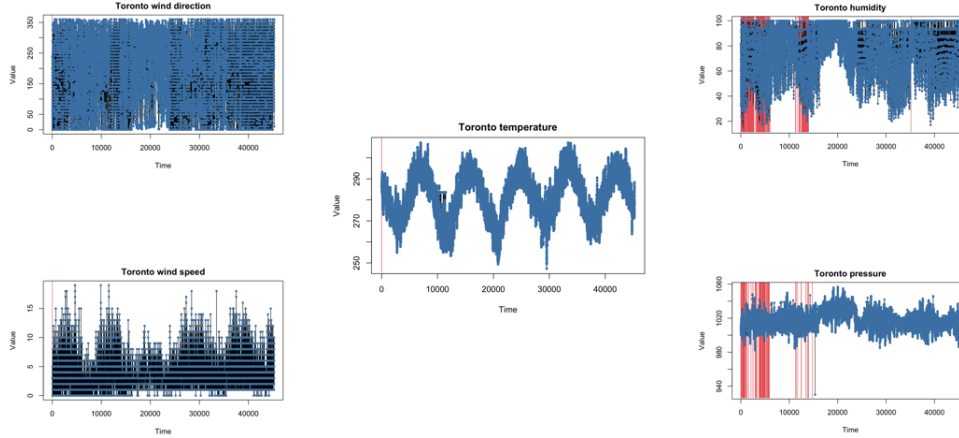 Toronto wind direction
Value
0 50 150 250 350
0 10000 20000 30000 40000
Time
Toronto humidity
Value
20 40 60 80 100
0 10000 20000 30000 40000
Time
Toronto temperature
Value
250 260 270 280 290
0 10000 20000 30000 40000
Time
Toronto wind speed
Value
0 5 10 15
0 10000 20000 30000 40000
Time
Toronto pressure
Value
940 980 1020 1060
0 10000 20000 30000 40000
Time